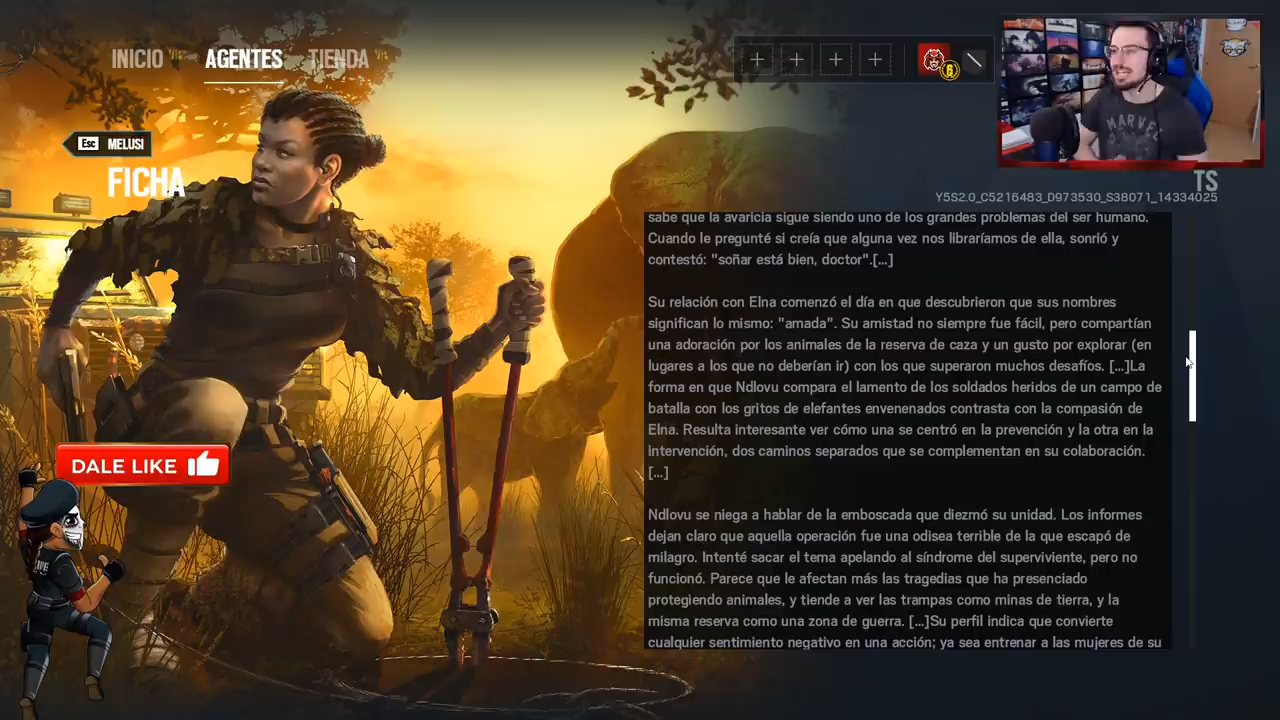 INICIO
AGENTES
TIENDA
Esc MELUSI
FICHA
MARVEL
TS
Y5S2.0_C5216483_D973530_S38071_14334025
sabe que la avaricia sigue siendo uno de los grandes problemas del ser humano.
Cuando le pregunté si creía que alguna vez nos libraríamos de ella, sonrió y
contestó: "soñar está bien, doctor".[...]
Su relación con Elna comenzó el día en que descubrieron que sus nombres
significan lo mismo: "amada". Su amistad no siempre fue fácil, pero compartían
una adoración por los animales de la reserva de caza y un gusto por explorar (en
lugares a los que no deberían ir) con los que superaron muchos desafíos. [...]La
forma en que Ndlovu compara el lamento de los soldados heridos de un campo de
batalla con los gritos de elefantes envenenados contrasta con la compasión de
Elna. Resulta interesante ver cómo una se centró en la prevención y la otra en la
intervención, dos caminos separados que se complementan en su colaboración.
[...]
Ndlovu se niega a hablar de la emboscada que diezmó su unidad. Los informes
dejan claro que aquella operación fue una odisea terrible de la que escapó de
milagro. Intenté sacar el tema apelando al síndrome del superviviente, pero no
funcionó. Parece que le afectan más las tragedias que ha presenciado
protegiendo animales, y tiende a ver las trampas como minas de tierra, y la
misma reserva como una zona de guerra. [...]Su perfil indica que convierte
cualquier sentimiento negativo en una acción; ya sea entrenar a las mujeres de su
DALE LIKE